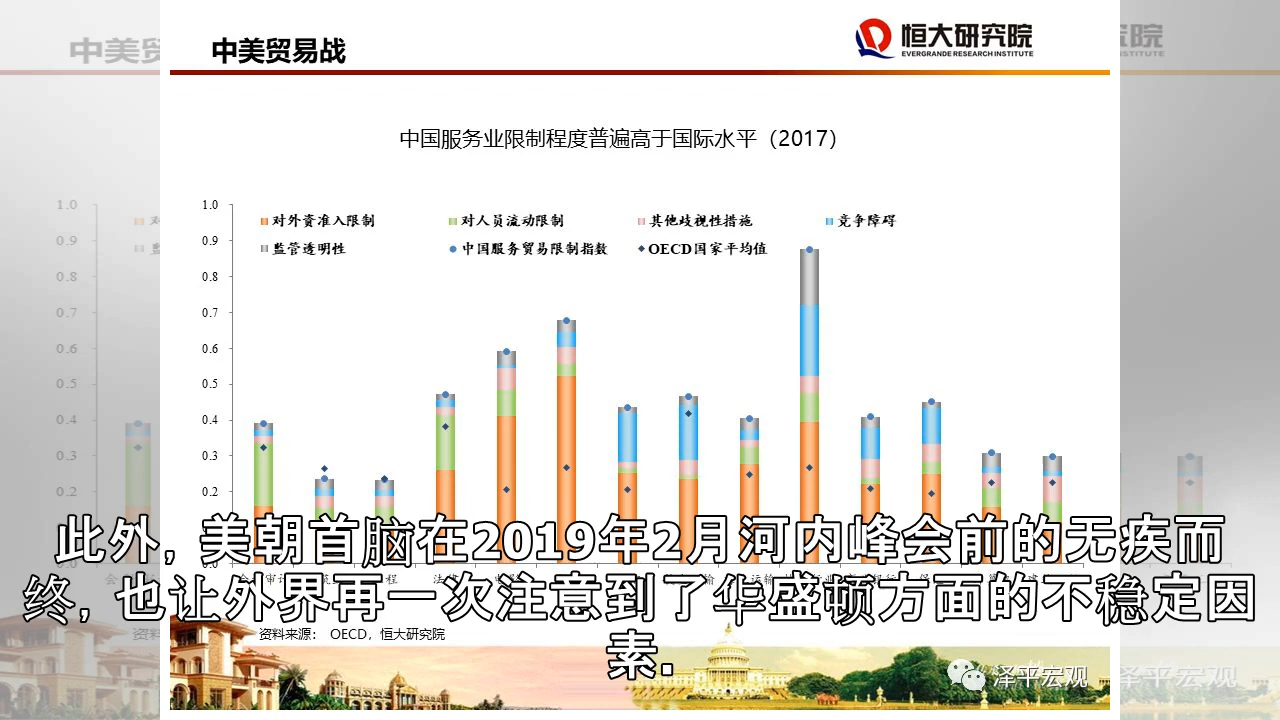 中美贸易战
恒大研究院
EVERGRANDE RESEARCH INSTITUTE
中国服务业限制程度普遍高于国际水平（2017）
对外资准入限制
对人员流动限制
其他歧视性措施
竞争障碍
监管透明性
中国服务贸易限制指数
OECD国家平均值
1.0
0.9
0.8
0.7
0.6
0.5
0.4
0.3
0.2
此外, 美朝首脑在2019年2月河内峰会前的无疾而
终, 也让外界再一次注意到了华盛顿方面的不稳定因
素.
资料来源： OECD，恒大研究院
泽平宏观